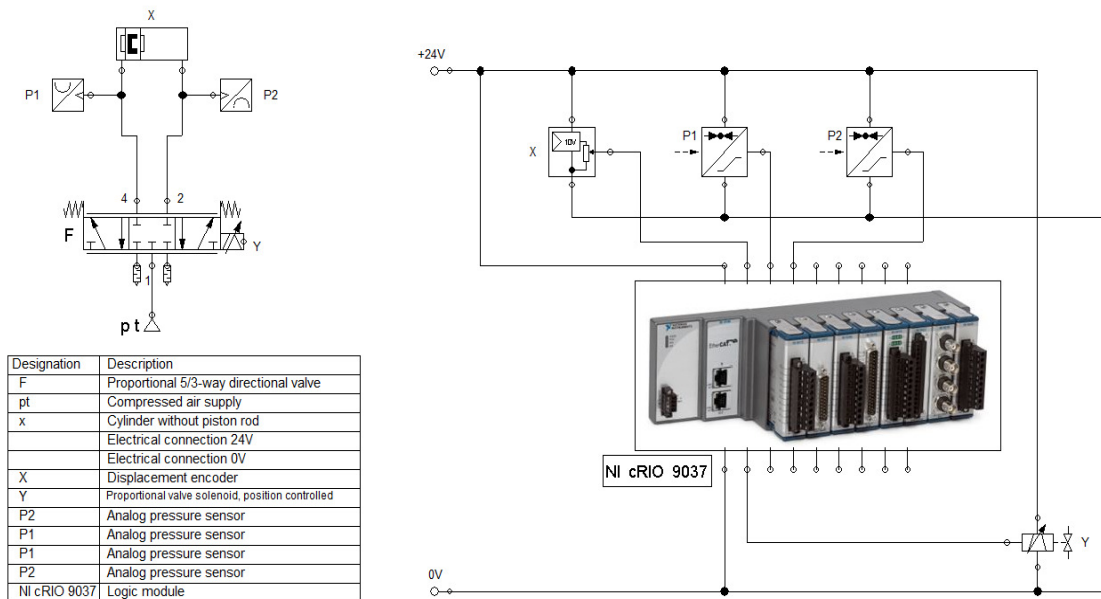 X
P1
P2
4
2
F
Y
1
pt
Designation Description
F Proportional 5/3-way directional valve
pt Compressed air supply
x Cylinder without piston rod
Electrical connection 24V
Electrical connection 0V
X Displacement encoder
Y Proportional valve solenoid, position controlled
P2 Analog pressure sensor
P1 Analog pressure sensor
P1 Analog pressure sensor
P2 Analog pressure sensor
NI cRIO 9037 Logic module
+24V
X
10V
P1
P2
EtherCAT
NI cRIO 9037
Y
0V